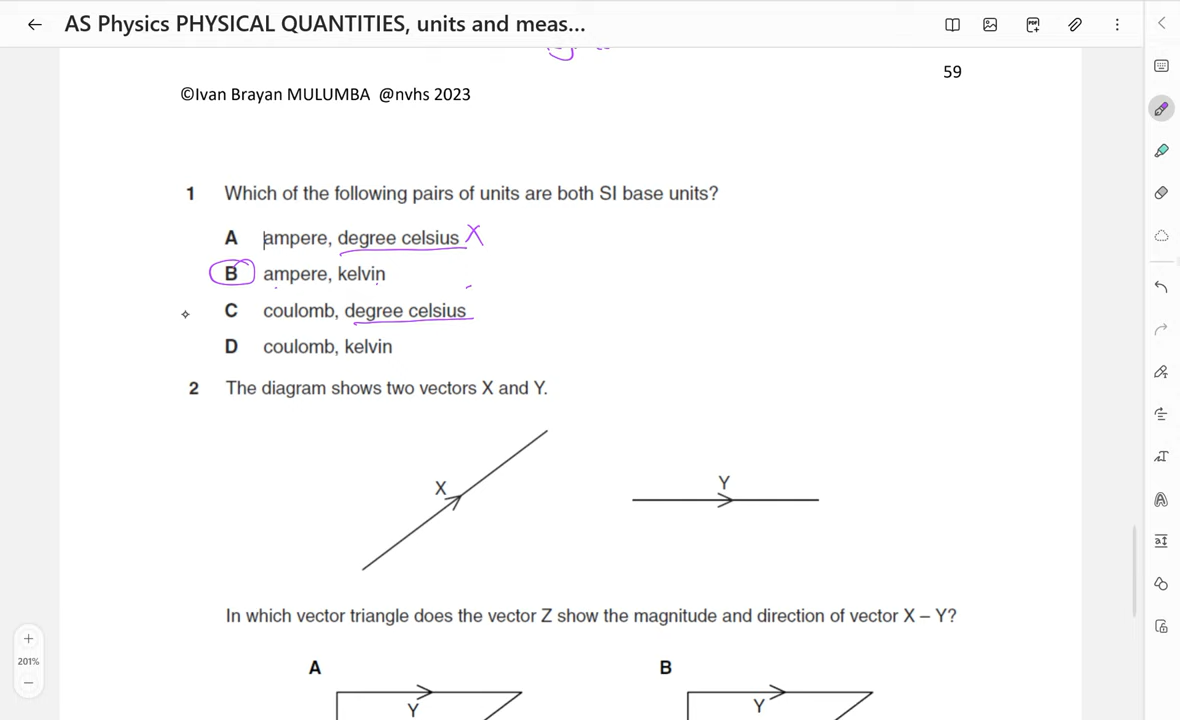 AS Physics PHYSICAL QUANTITIES, units and meas...
59
©Ivan Brayan MULUMBA @nvhs 2023
1 Which of the following pairs of units are both SI base units?
A ampere, degree celsius X
B ampere, kelvin
C coulomb, degree celsius
D coulomb, kelvin
2 The diagram shows two vectors X and Y.
X
Y
In which vector triangle does the vector Z show the magnitude and direction of vector X – Y?
A B
Y Y
201%